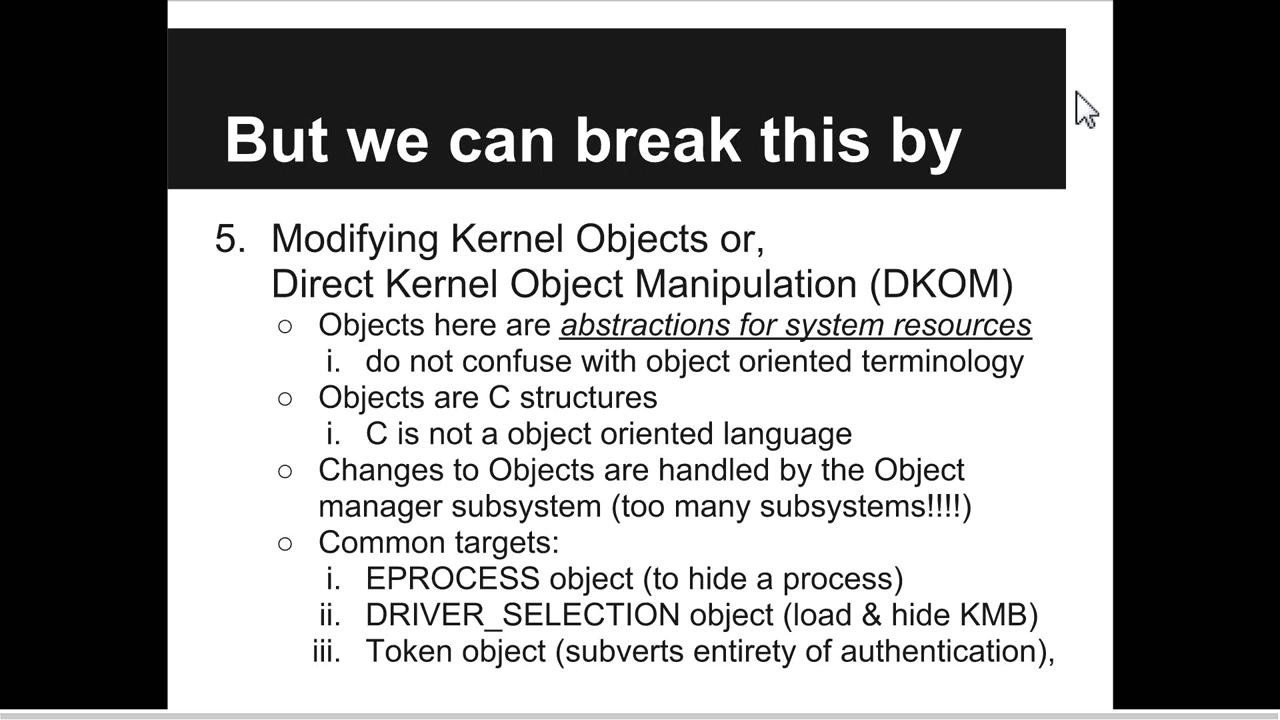 But we can break this by
5. Modifying Kernel Objects or,
Direct Kernel Object Manipulation (DKOM)
○ Objects here are abstractions for system resources
i. do not confuse with object oriented terminology
○ Objects are C structures
i. C is not a object oriented language
○ Changes to Objects are handled by the Object
manager subsystem (too many subsystems!!!!)
○ Common targets:
i. EPROCESS object (to hide a process)
ii. DRIVER_SELECTION object (load & hide KMB)
iii. Token object (subverts entirety of authentication),